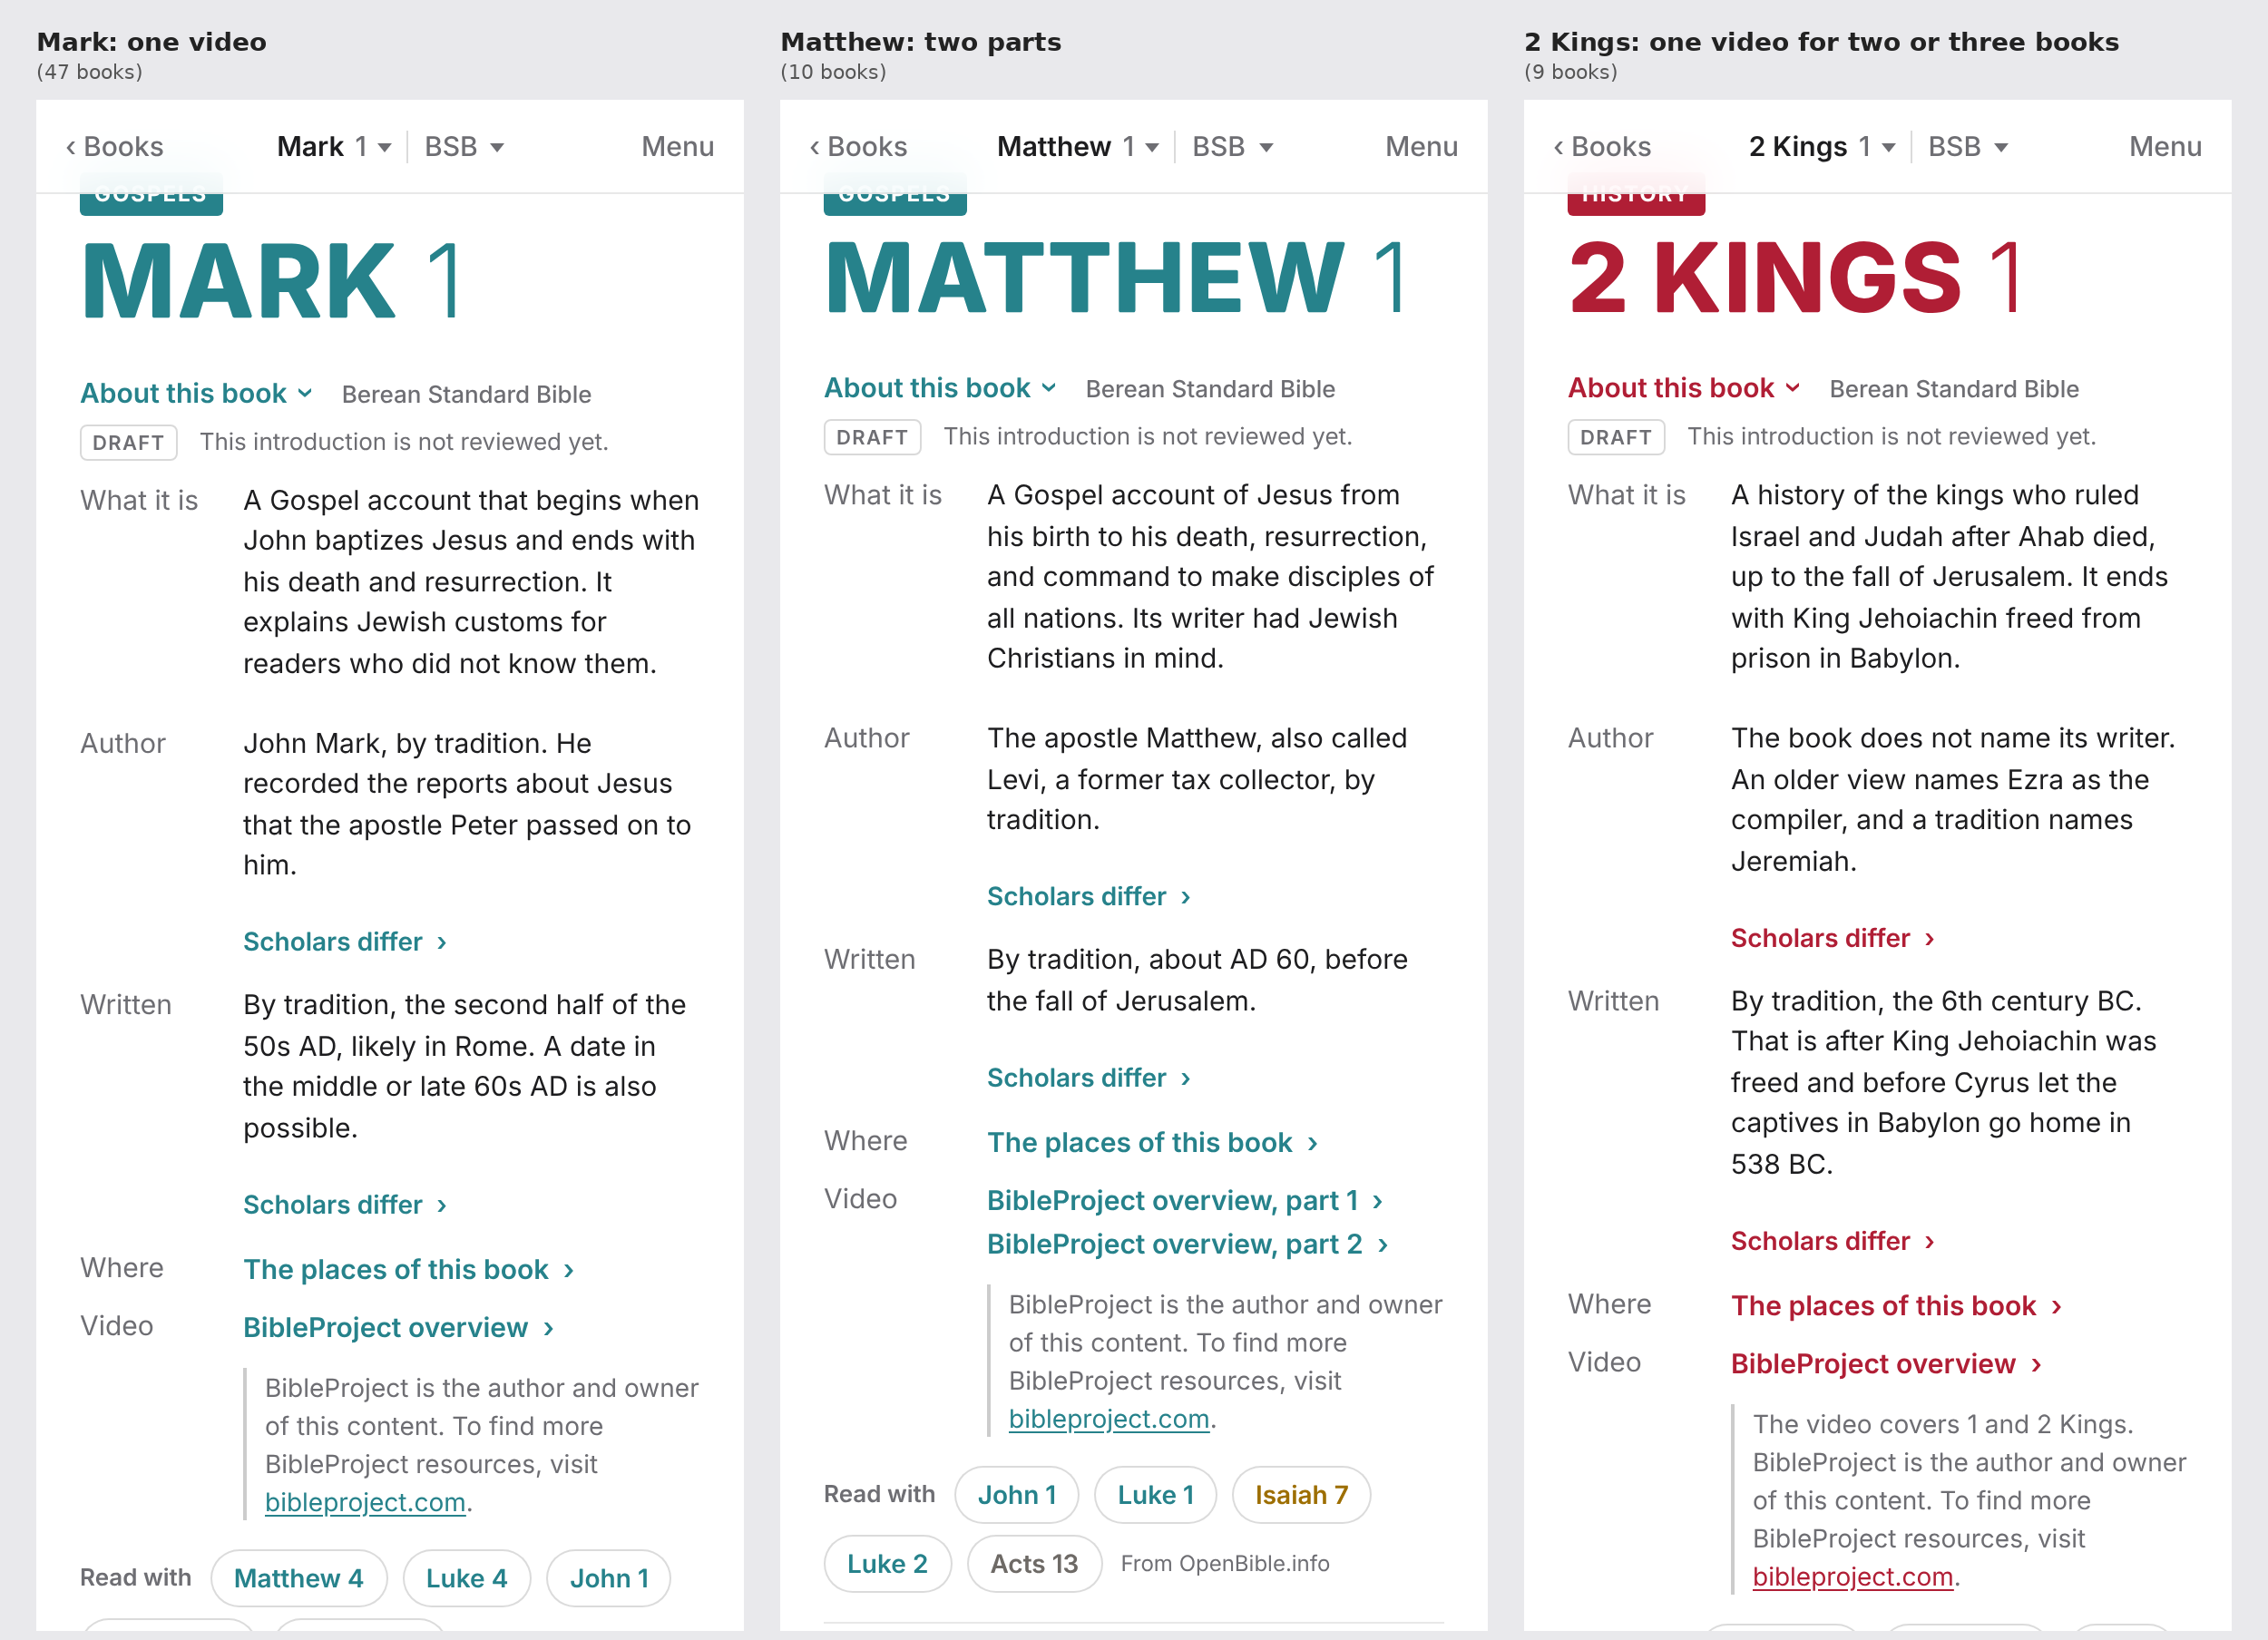 Mark: one video
(47 books)
‹ Books Mark 1 BSB Menu
GOSPELS
MARK 1
About this book Berean Standard Bible
DRAFT This introduction is not reviewed yet.
What it is A Gospel account that begins when
John baptizes Jesus and ends with
his death and resurrection. It
explains Jewish customs for
readers who did not know them.
Author John Mark, by tradition. He
recorded the reports about Jesus
that the apostle Peter passed on to
him.
Scholars differ ›
Written By tradition, the second half of the
50s AD, likely in Rome. A date in
the middle or late 60s AD is also
possible.
Scholars differ ›
Where The places of this book ›
Video BibleProject overview ›
BibleProject is the author and owner
of this content. To find more
BibleProject resources, visit
bibleproject.com.
Read with Matthew 4 Luke 4 John 1
Matthew: two parts
(10 books)
‹ Books Matthew 1 BSB Menu
GOSPELS
MATTHEW 1
About this book Berean Standard Bible
DRAFT This introduction is not reviewed yet.
What it is A Gospel account of Jesus from
his birth to his death, resurrection,
and command to make disciples of
all nations. Its writer had Jewish
Christians in mind.
Author The apostle Matthew, also called
Levi, a former tax collector, by
tradition.
Scholars differ ›
Written By tradition, about AD 60, before
the fall of Jerusalem.
Scholars differ ›
Where The places of this book ›
Video BibleProject overview, part 1 ›
BibleProject overview, part 2 ›
BibleProject is the author and owner
of this content. To find more
BibleProject resources, visit
bibleproject.com.
Read with John 1 Luke 1 Isaiah 7
Luke 2 Acts 13 From OpenBible.info
2 Kings: one video for two or three books
(9 books)
‹ Books 2 Kings 1 BSB Menu
HISTORY
2 KINGS 1
About this book Berean Standard Bible
DRAFT This introduction is not reviewed yet.
What it is A history of the kings who ruled
Israel and Judah after Ahab died,
up to the fall of Jerusalem. It ends
with King Jehoiachin freed from
prison in Babylon.
Author The book does not name its writer.
An older view names Ezra as the
compiler, and a tradition names
Jeremiah.
Scholars differ ›
Written By tradition, the 6th century BC.
That is after King Jehoiachin was
freed and before Cyrus let the
captives in Babylon go home in
538 BC.
Scholars differ ›
Where The places of this book ›
Video BibleProject overview ›
The video covers 1 and 2 Kings.
BibleProject is the author and owner
of this content. To find more
BibleProject resources, visit
bibleproject.com.